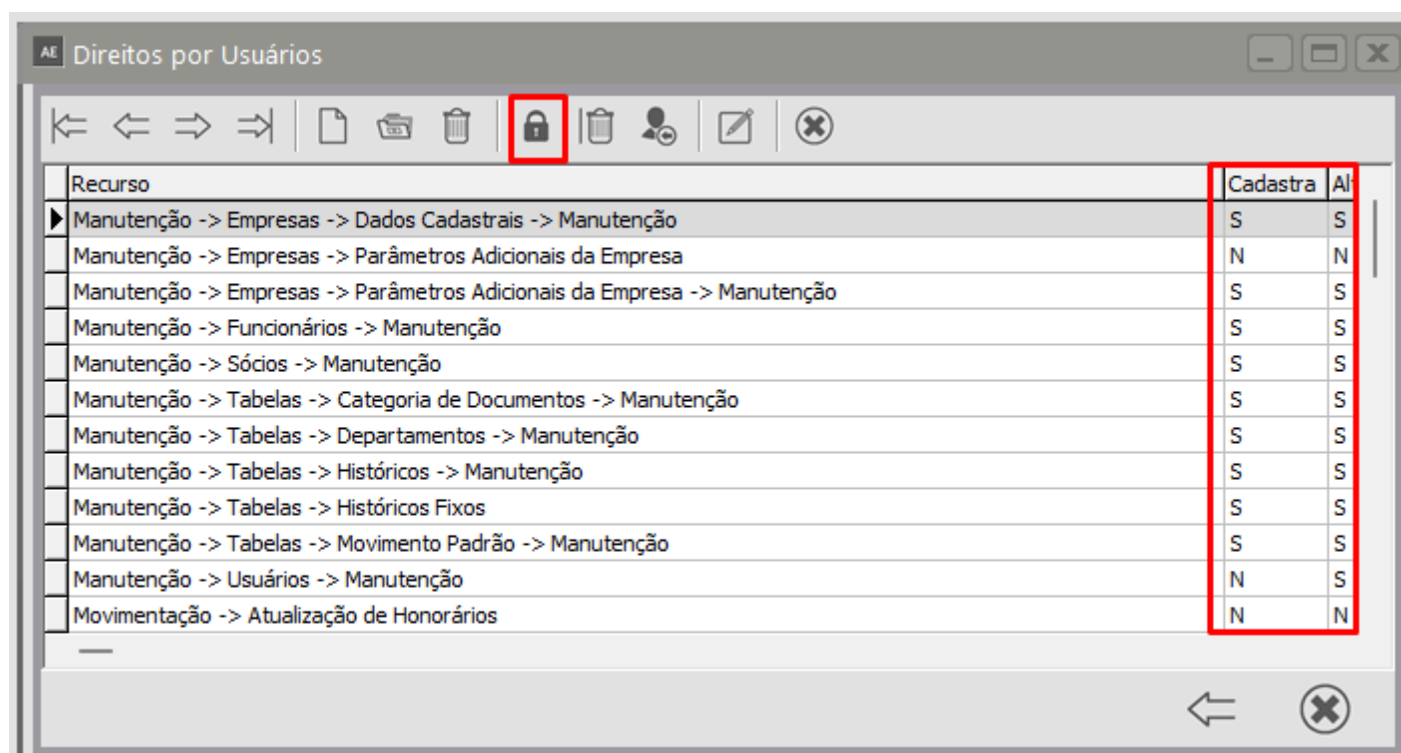 AE Direitos por Usuários
Recurso Cadastra Alt
Manutenção -> Empresas -> Dados Cadastrais -> Manutenção S S
Manutenção -> Empresas -> Parâmetros Adicionais da Empresa N N
Manutenção -> Empresas -> Parâmetros Adicionais da Empresa -> Manutenção S S
Manutenção -> Funcionários -> Manutenção S S
Manutenção -> Sócios -> Manutenção S S
Manutenção -> Tabelas -> Categoria de Documentos -> Manutenção S S
Manutenção -> Tabelas -> Departamentos -> Manutenção S S
Manutenção -> Tabelas -> Históricos -> Manutenção S S
Manutenção -> Tabelas -> Históricos Fixos S S
Manutenção -> Tabelas -> Movimento Padrão -> Manutenção S S
Manutenção -> Usuários -> Manutenção N S
Movimentação -> Atualização de Honorários N N